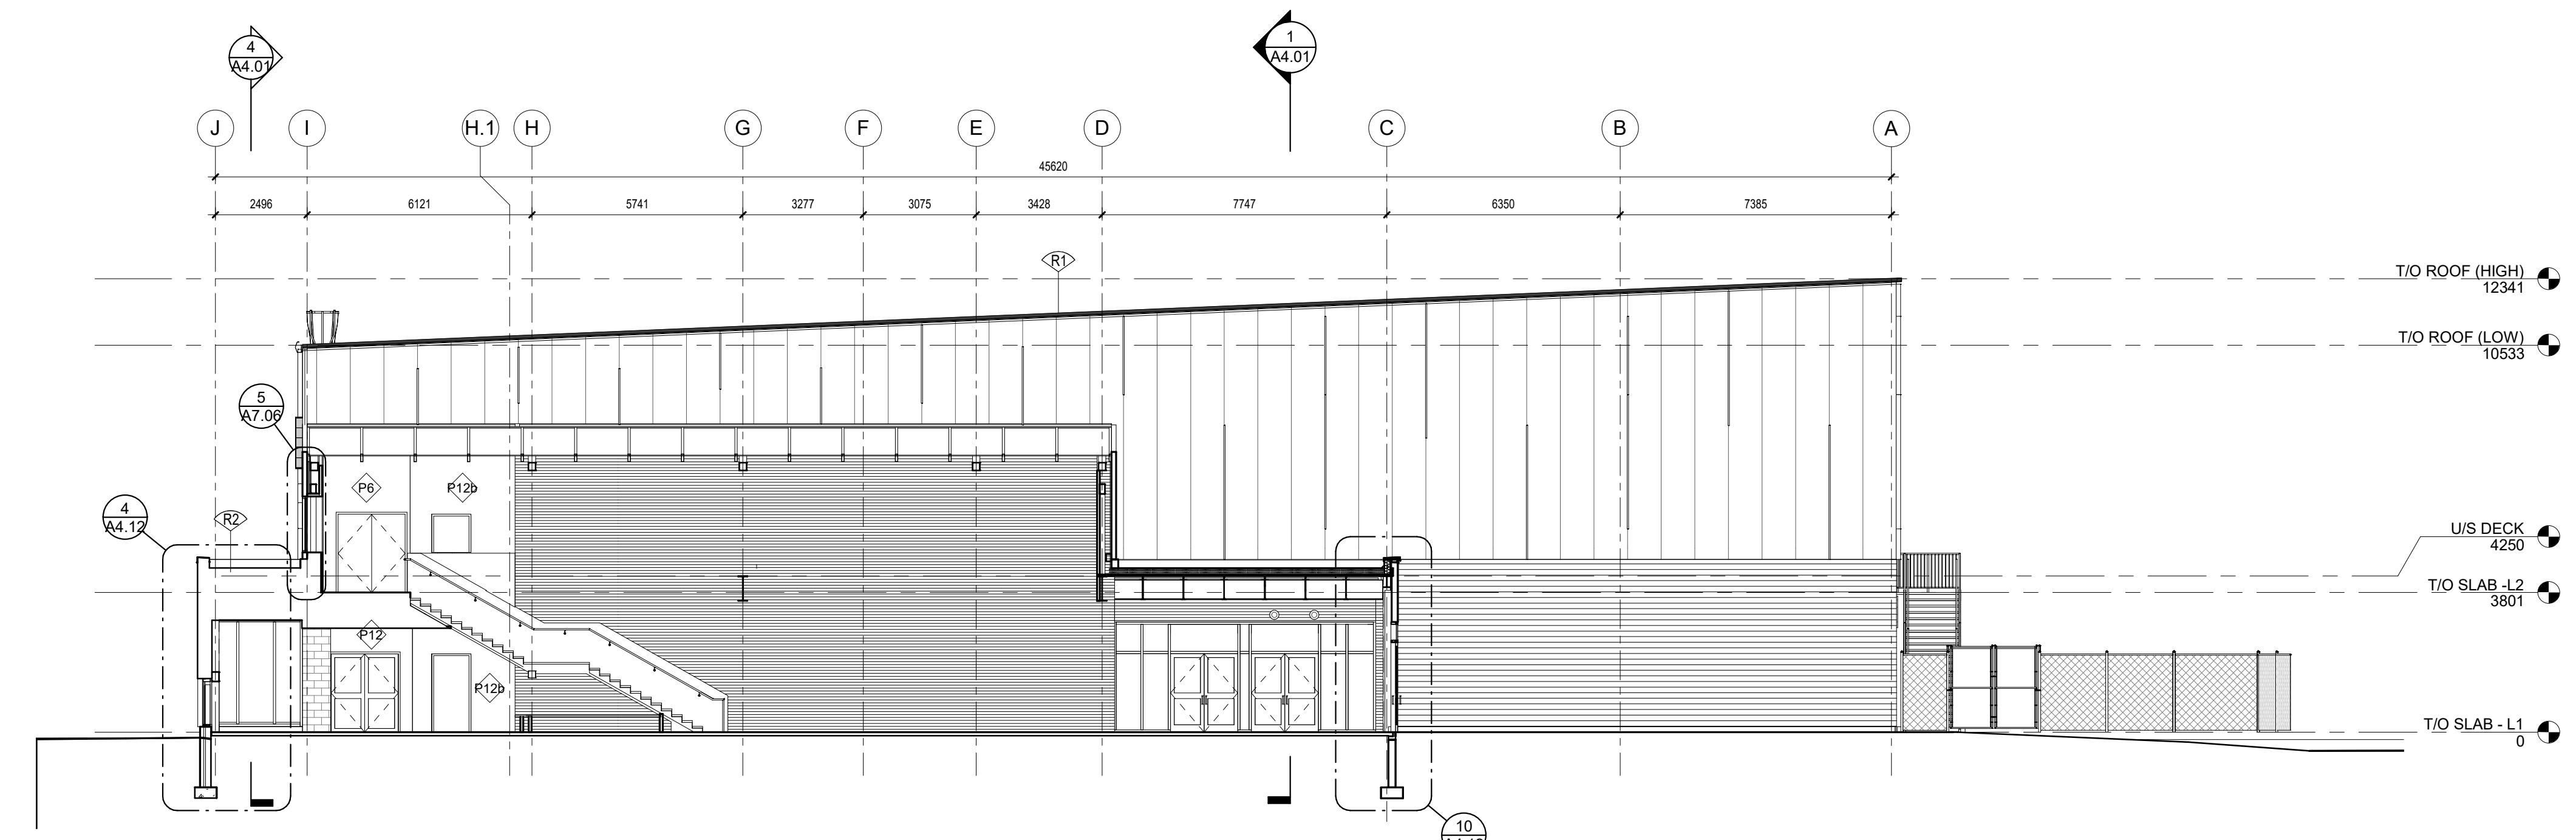 4
A4.01
1
A4.01
J
I
H.1
H
G
F
E
D
C
B
A
45620
2496
6121
5741
3277
3075
3428
7747
6350
7385
R1
T/O ROOF (HIGH)
12341
T/O ROOF (LOW)
10533
5
A7.06
P6
P12b
4
A4.12
R2
U/S DECK
4250
T/O SLAB -L2
3801
P12
P12b
T/O SLAB - L1
0
10